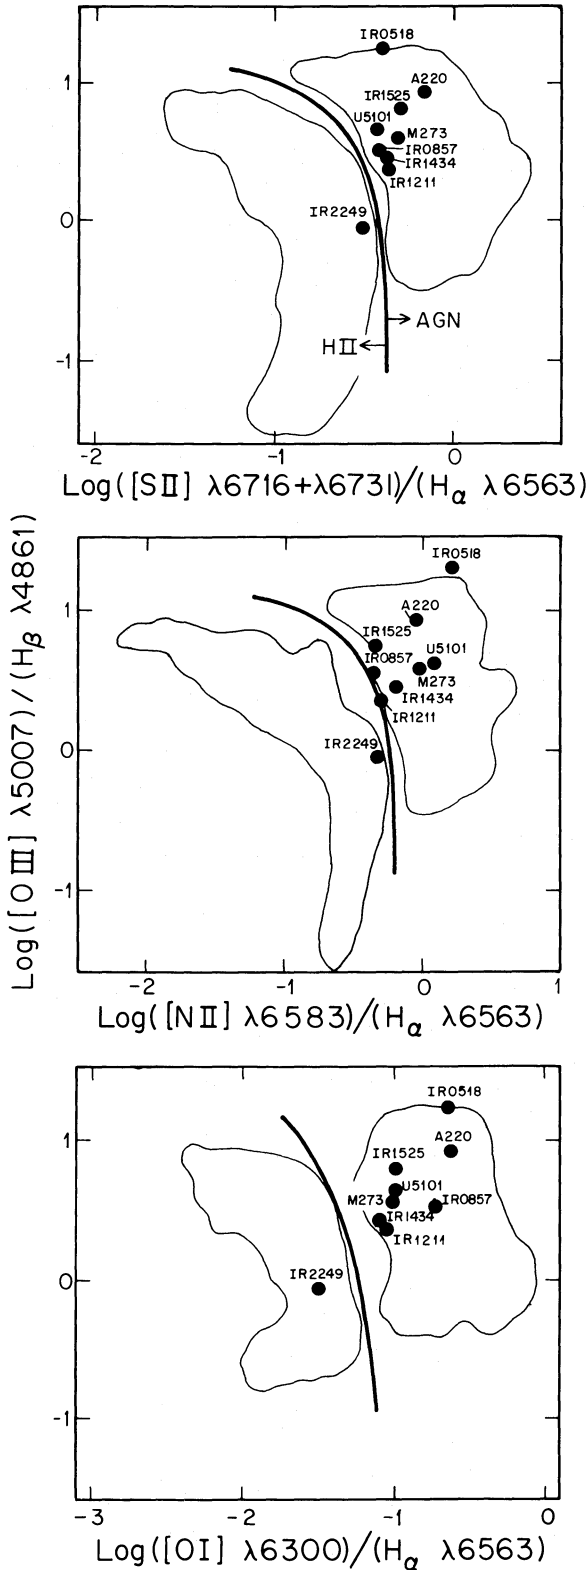 IR0518
1
A220
IR1525
U5101
M273
IR0857
IR1434
IR1211
0
IR2249
AGN
HII
-1
-2 -1 0
Log([SII] λ6716+λ6731)/(Hα λ6563)
Log([OIII] λ5007)/(Hβ λ4861)
IR0518
1
A220
IR1525
U5101
IR0857
M273
IR1434
IR1211
0
IR2249
-1
-2 -1 0 1
Log([NII] λ6583)/(Hα λ6563)
IR0518
1
A220
IR1525
U5101
M273
IR0857
IR1434
IR1211
0
IR2249
-1
-3 -2 -1 0
Log([OI] λ6300)/(Hα λ6563)